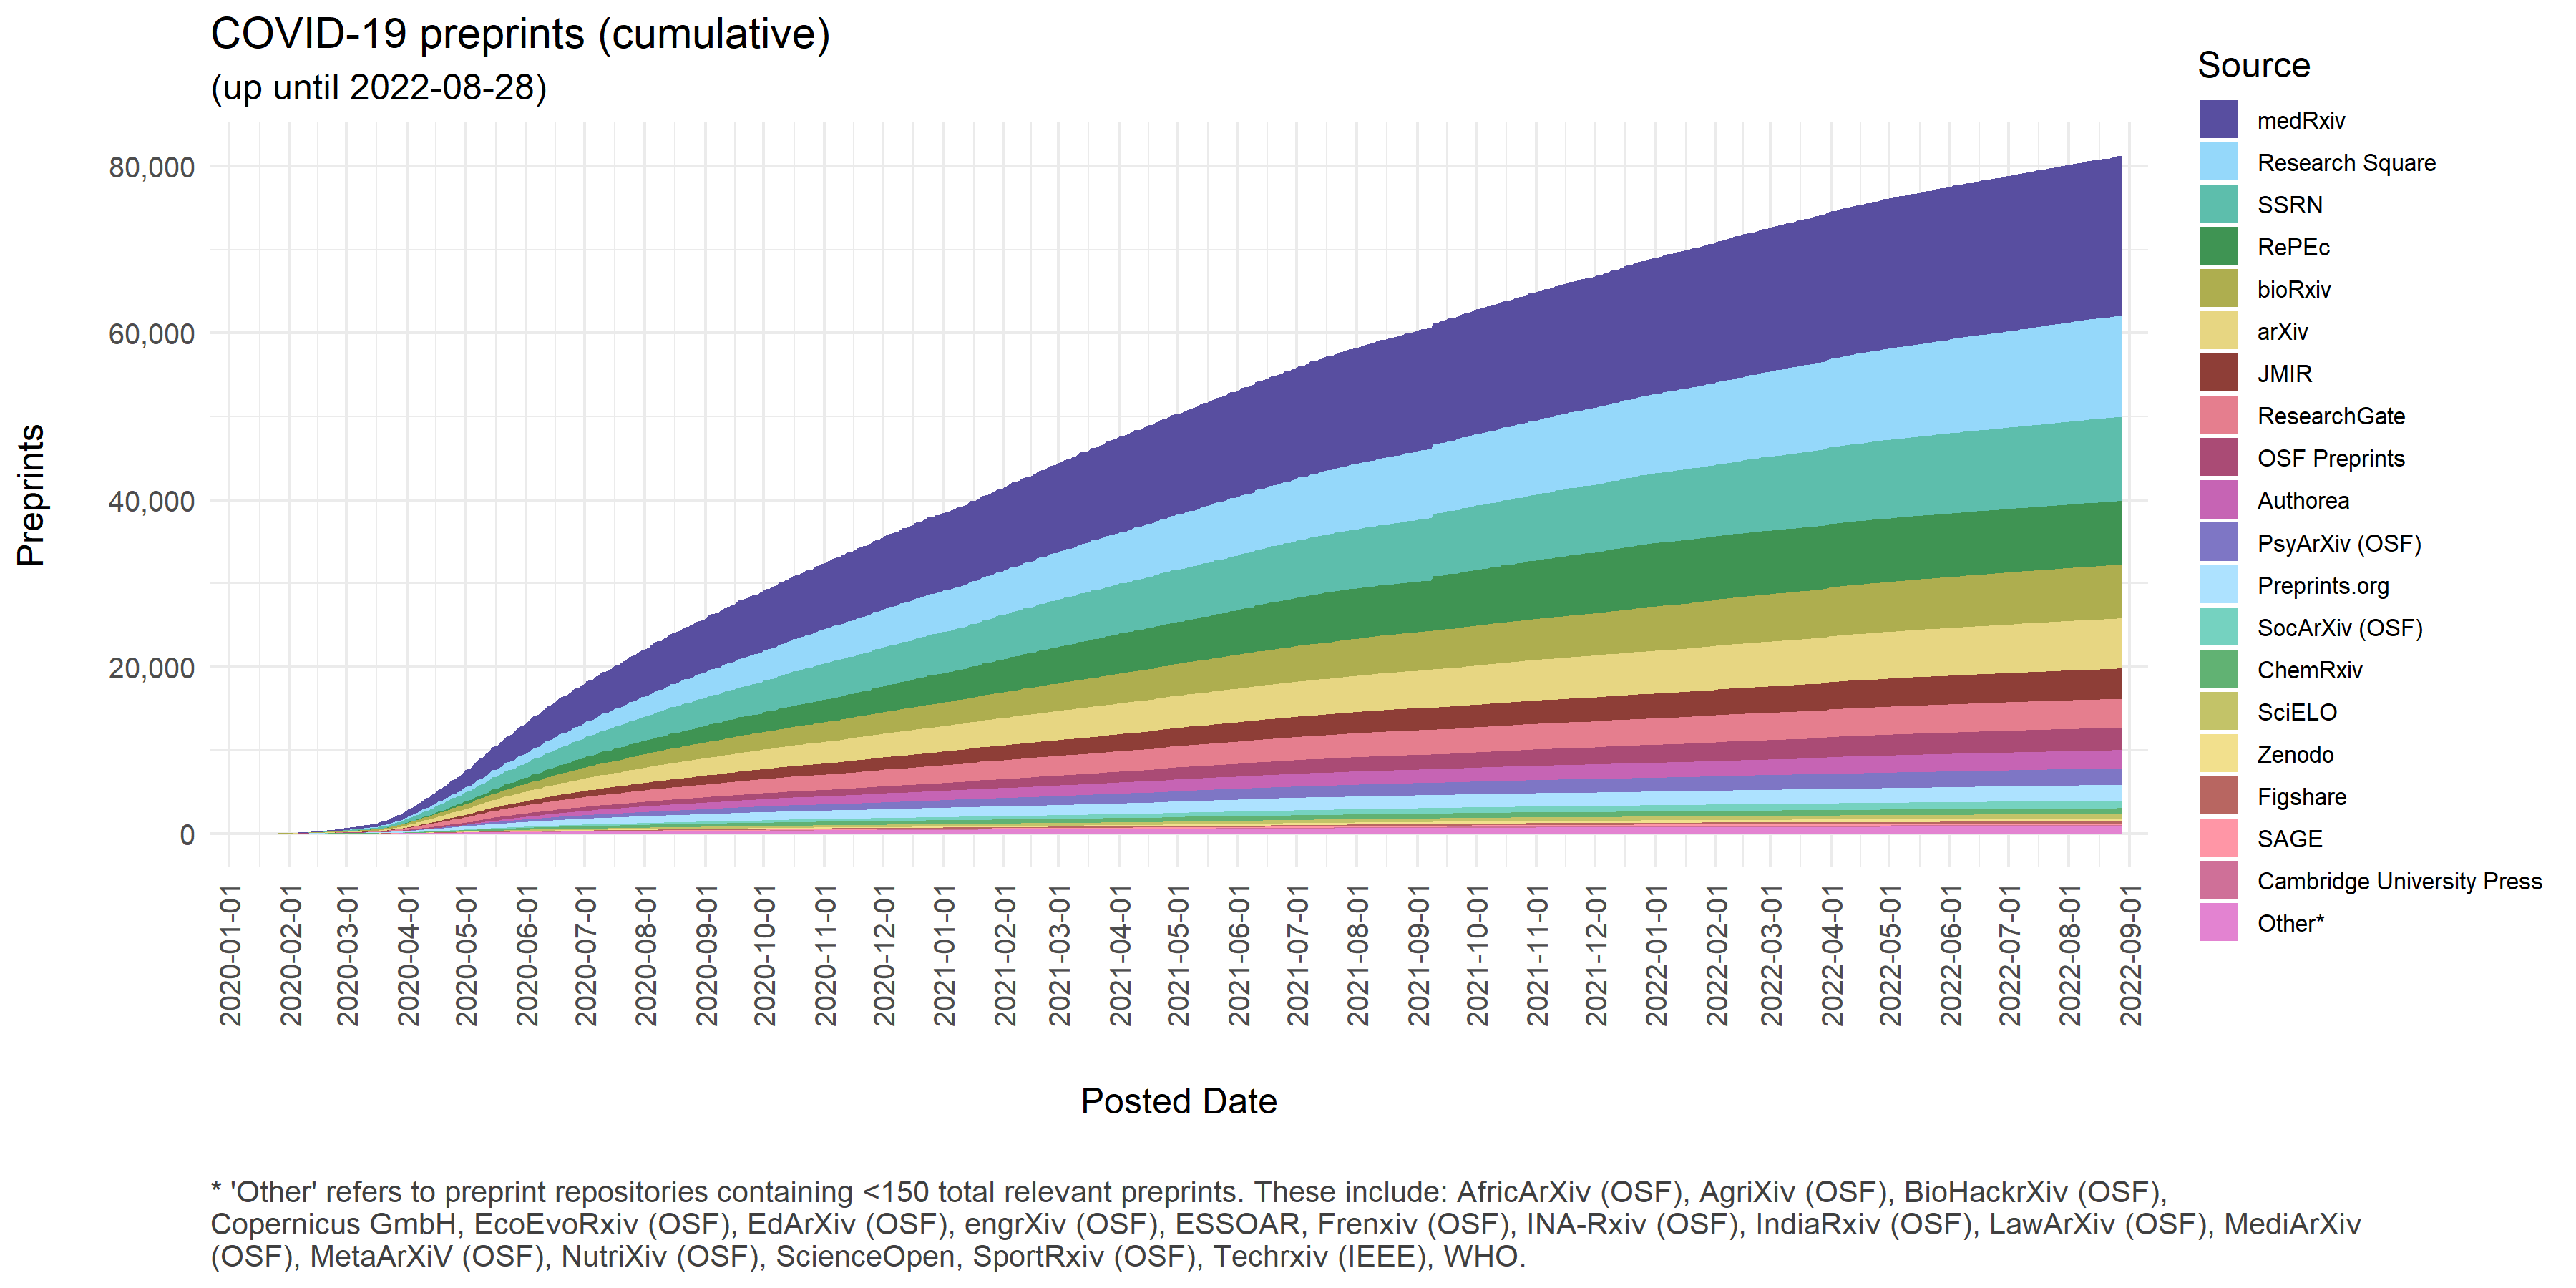 COVID-19 preprints (cumulative)
(up until 2022-08-28)
Preprints
80,000
60,000
40,000
20,000
0
2020-01-01
2020-02-01
2020-03-01
2020-04-01
2020-05-01
2020-06-01
2020-07-01
2020-08-01
2020-09-01
2020-10-01
2020-11-01
2020-12-01
2021-01-01
2021-02-01
2021-03-01
2021-04-01
2021-05-01
2021-06-01
2021-07-01
2021-08-01
2021-09-01
2021-10-01
2021-11-01
2021-12-01
2022-01-01
2022-02-01
2022-03-01
2022-04-01
2022-05-01
2022-06-01
2022-07-01
2022-08-01
2022-09-01
Posted Date
Source
medRxiv
Research Square
SSRN
RePEc
bioRxiv
arXiv
JMIR
ResearchGate
OSF Preprints
Authorea
PsyArXiv (OSF)
Preprints.org
SocArXiv (OSF)
ChemRxiv
SciELO
Zenodo
Figshare
SAGE
Cambridge University Press
Other*
* 'Other' refers to preprint repositories containing <150 total relevant preprints. These include: AfricArXiv (OSF), AgriXiv (OSF), BioHackrXiv (OSF),
Copernicus GmbH, EcoEvoRxiv (OSF), EdArXiv (OSF), engrXiv (OSF), ESSOAR, Frenxiv (OSF), INA-Rxiv (OSF), IndiaRxiv (OSF), LawArXiv (OSF), MediArXiv
(OSF), MetaArXiV (OSF), NutriXiv (OSF), ScienceOpen, SportRxiv (OSF), Techrxiv (IEEE), WHO.